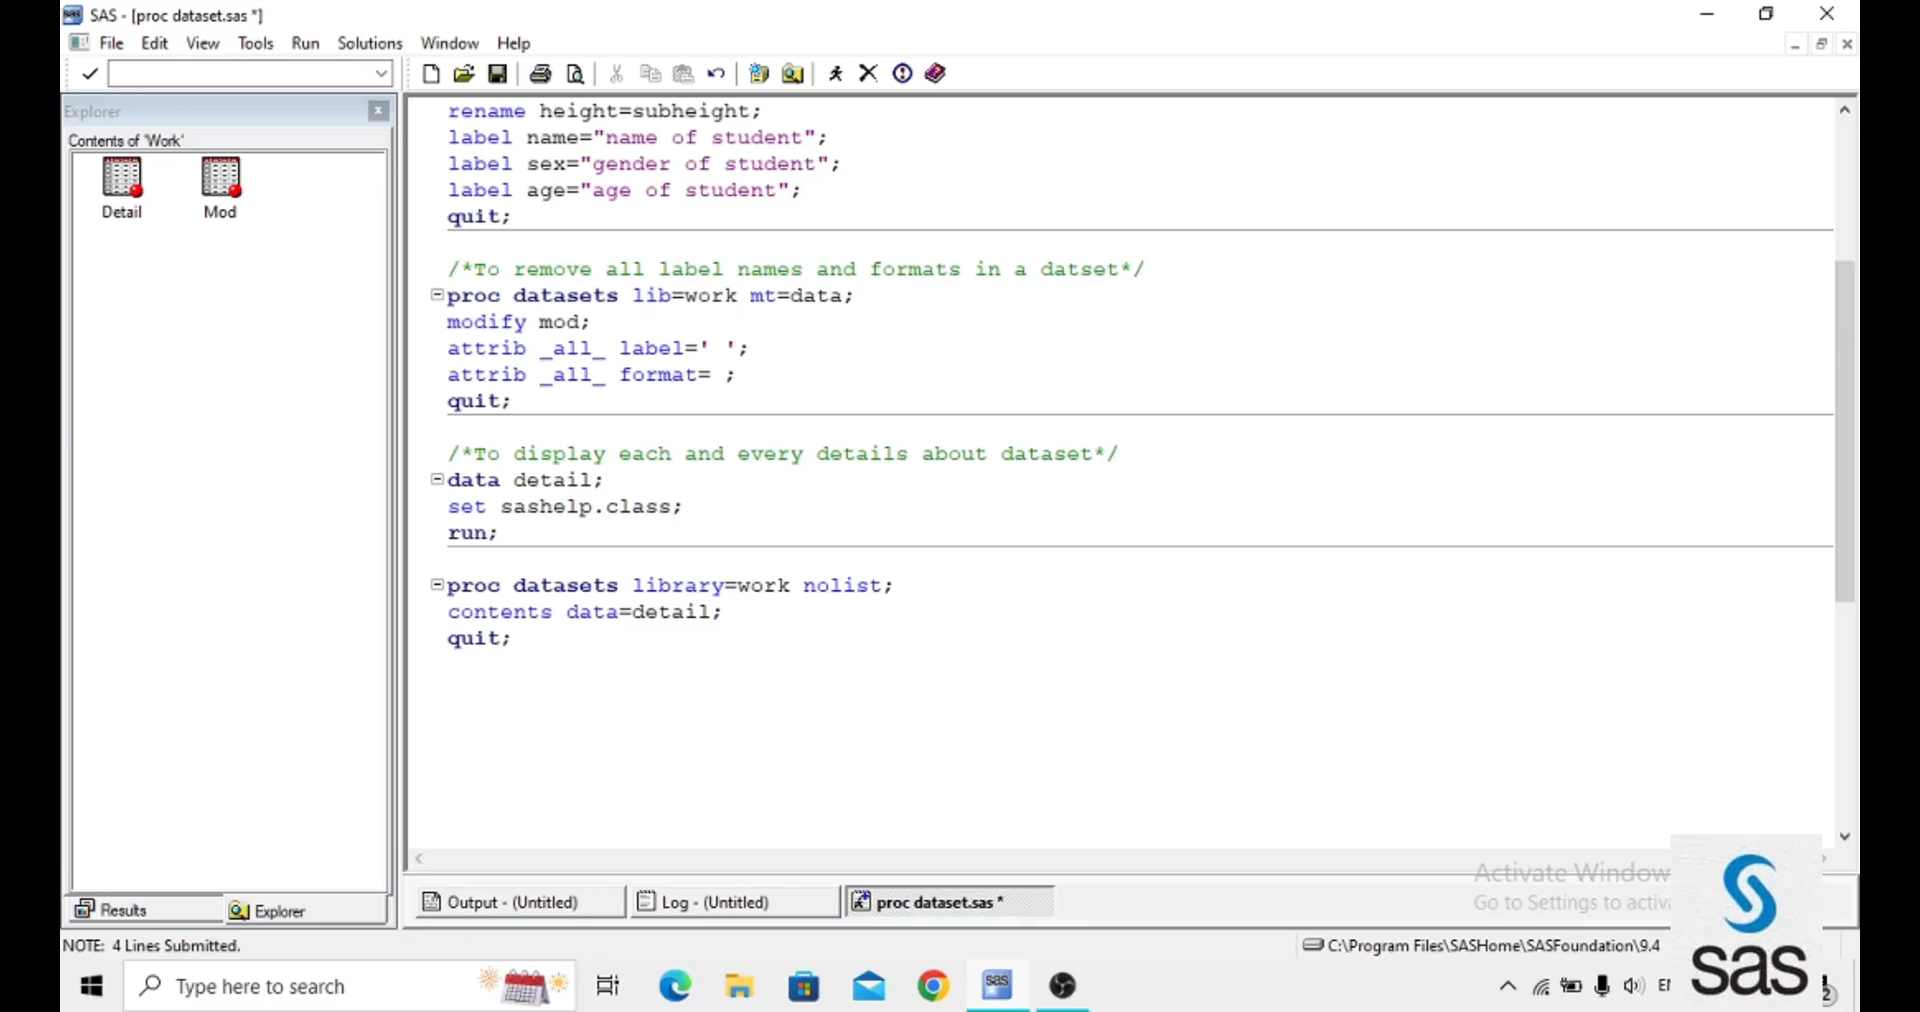 SAS - [proc dataset.sas *]
File Edit View Tools Run Solutions Window Help
Explorer
Contents of 'Work'
Detail Mod
rename height=subheight;
label name="name of student";
label sex="gender of student";
label age="age of student";
quit;
/*To remove all label names and formats in a datset*/
proc datasets lib=work mt=data;
modify mod;
attrib _all_ label=' ';
attrib _all_ format= ;
quit;
/*To display each and every details about dataset*/
data detail;
set sashelp.class;
run;
proc datasets library=work nolist;
contents data=detail;
quit;
Activate Window
Go to Settings to activ
Results Explorer
Output - (Untitled) Log - (Untitled) proc dataset.sas *
NOTE: 4 Lines Submitted.
C:\Program Files\SASHome\SASFoundation\9.4
sas
Type here to search
sas
2